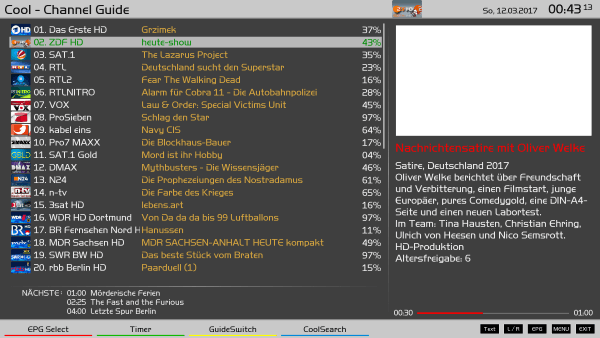 Cool - Channel Guide
So, 12.03.2017 00:43 13
01. Das Erste HD Grzimek 37%
02. ZDF HD heute-show 43%
03. SAT.1 The Lazarus Project 35%
04. RTL Deutschland sucht den Superstar 23%
05. RTL2 Fear The Walking Dead 16%
06. RTLNITRO Alarm für Cobra 11 - Die Autobahnpolizei 28%
07. VOX Law & Order: Special Victims Unit 45%
08. ProSieben Schlag den Star 97%
09. kabel eins Navy CIS 64%
10. Pro7 MAXX Die Blockhaus-Bauer 17%
11. SAT.1 Gold Mord ist ihr Hobby 04%
12. DMAX Mythbusters - Die Wissensjäger 46%
13. N24 Die Prophezeiungen des Nostradamus 61%
14. n-tv Die Farbe des Krieges 65%
15. 3sat HD lebens.art 16%
16. WDR HD Dortmund Von Da da da bis 99 Luftballons 97%
17. BR Fernsehen Nord H Hanussen 11%
18. MDR Sachsen HD MDR SACHSEN-ANHALT HEUTE kompakt 49%
19. SWR BW HD Das beste Stück vom Braten 97%
20. rbb Berlin HD Paarduell (1) 15%
Nachrichtensatire mit Oliver Welke
Satire, Deutschland 2017
Oliver Welke berichtet über Freundschaft
und Verbitterung, einen Filmstart, junge
Europäer, pures Comedygold, eine DIN-A4-
Seite und einen neuen Labortest.
Im Team: Tina Hausten, Christian Ehring,
Ulrich von Heesen und Nico Semsrott.
HD-Produktion
Altersfreigabe: 6
NÄCHSTE: 01:00 Mörderische Ferien
02:25 The Fast and the Furious
04:00 Letzte Spur Berlin
00:30 01:00
EPG Select Timer GuideSwitch CoolSearch
Text L / R EPG MENU EXIT